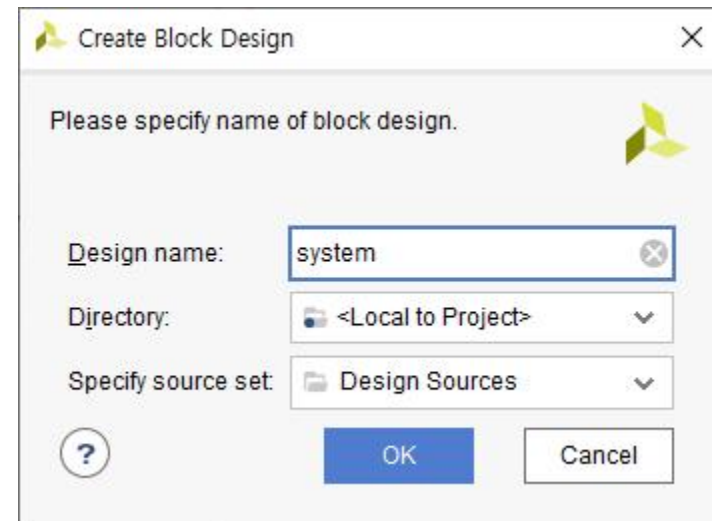 Create Block Design
Please specify name of block design.
Design name: system
Directory: <Local to Project>
Specify source set: Design Sources
? OK Cancel